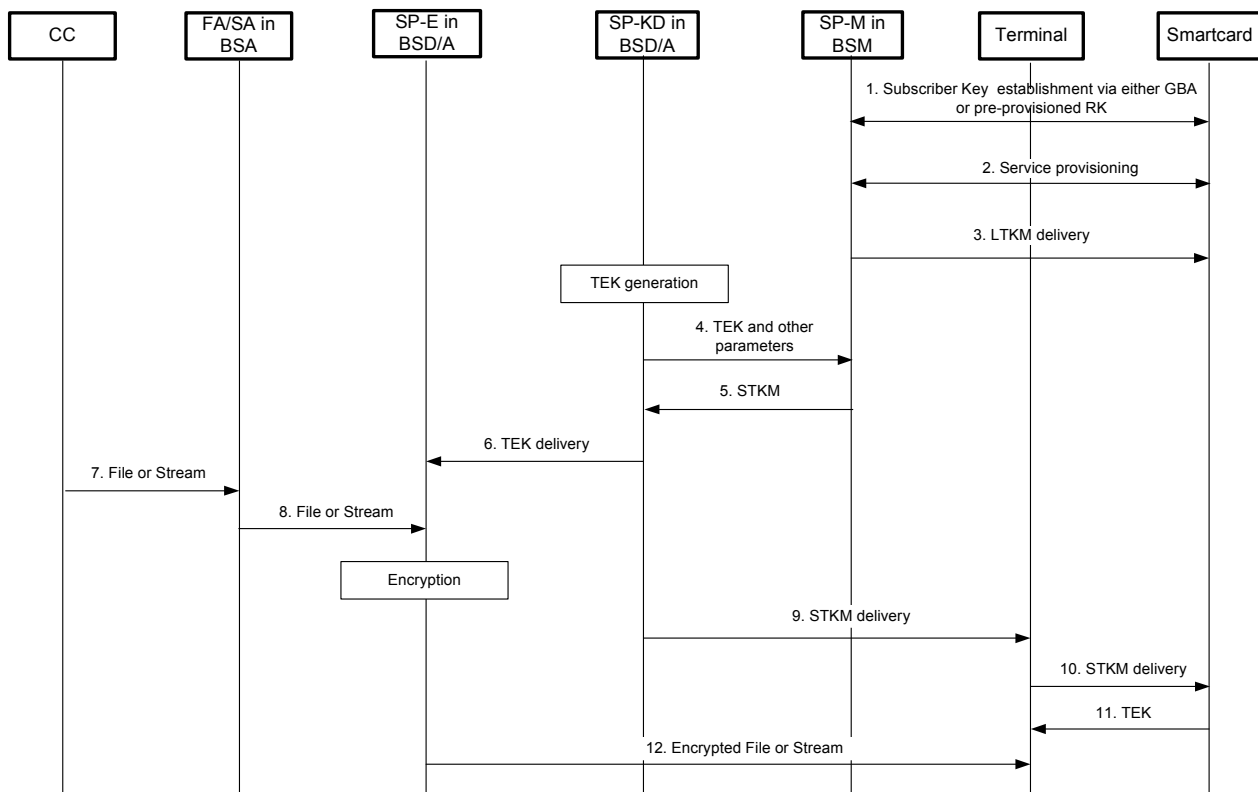 CC
FA/SA in
BSA
SP-E in
BSD/A
SP-KD in
BSD/A
SP-M in
BSM
Terminal
Smartcard
1. Subscriber Key establishment via either GBA
or pre-provisioned RK
2. Service provisioning
3. LTKM delivery
TEK generation
4. TEK and other
parameters
5. STKM
6. TEK delivery
7. File or Stream
8. File or Stream
Encryption
9. STKM delivery
10. STKM delivery
11. TEK
12. Encrypted File or Stream